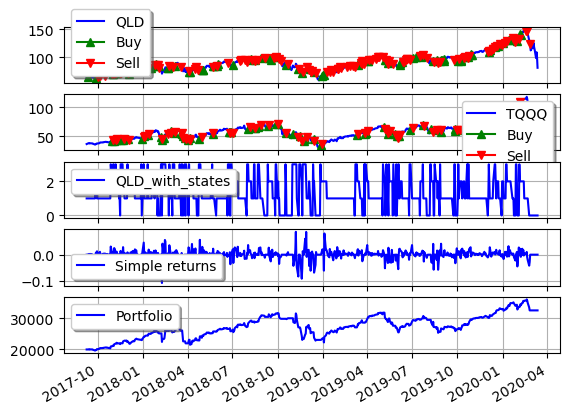 QLD
Buy
Sell
150
100
TQQQ
Buy
Sell
100
50
QLD_with_states
2
0
Simple returns
0.0
−0.1
Portfolio
30000
20000
2017-10
2018-01
2018-04
2018-07
2018-10
2019-01
2019-04
2019-07
2019-10
2020-01
2020-04